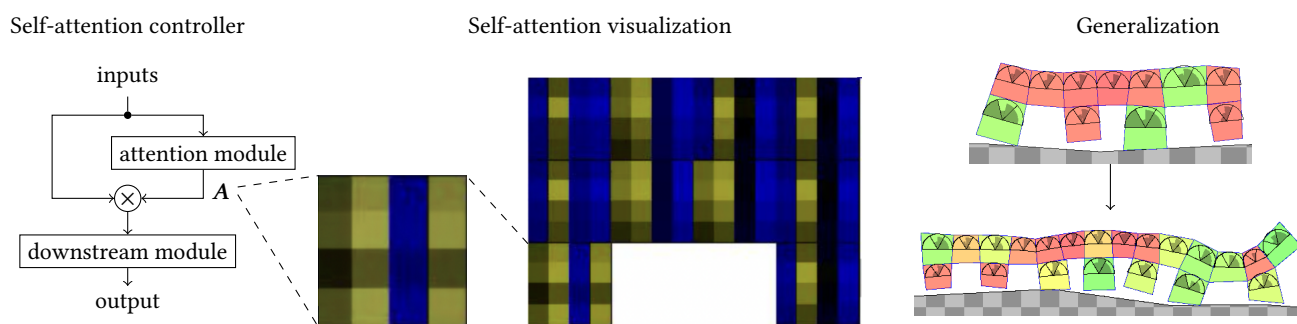 Self-attention controller
Self-attention visualization
Generalization
inputs
attention module
A
×
downstream module
output